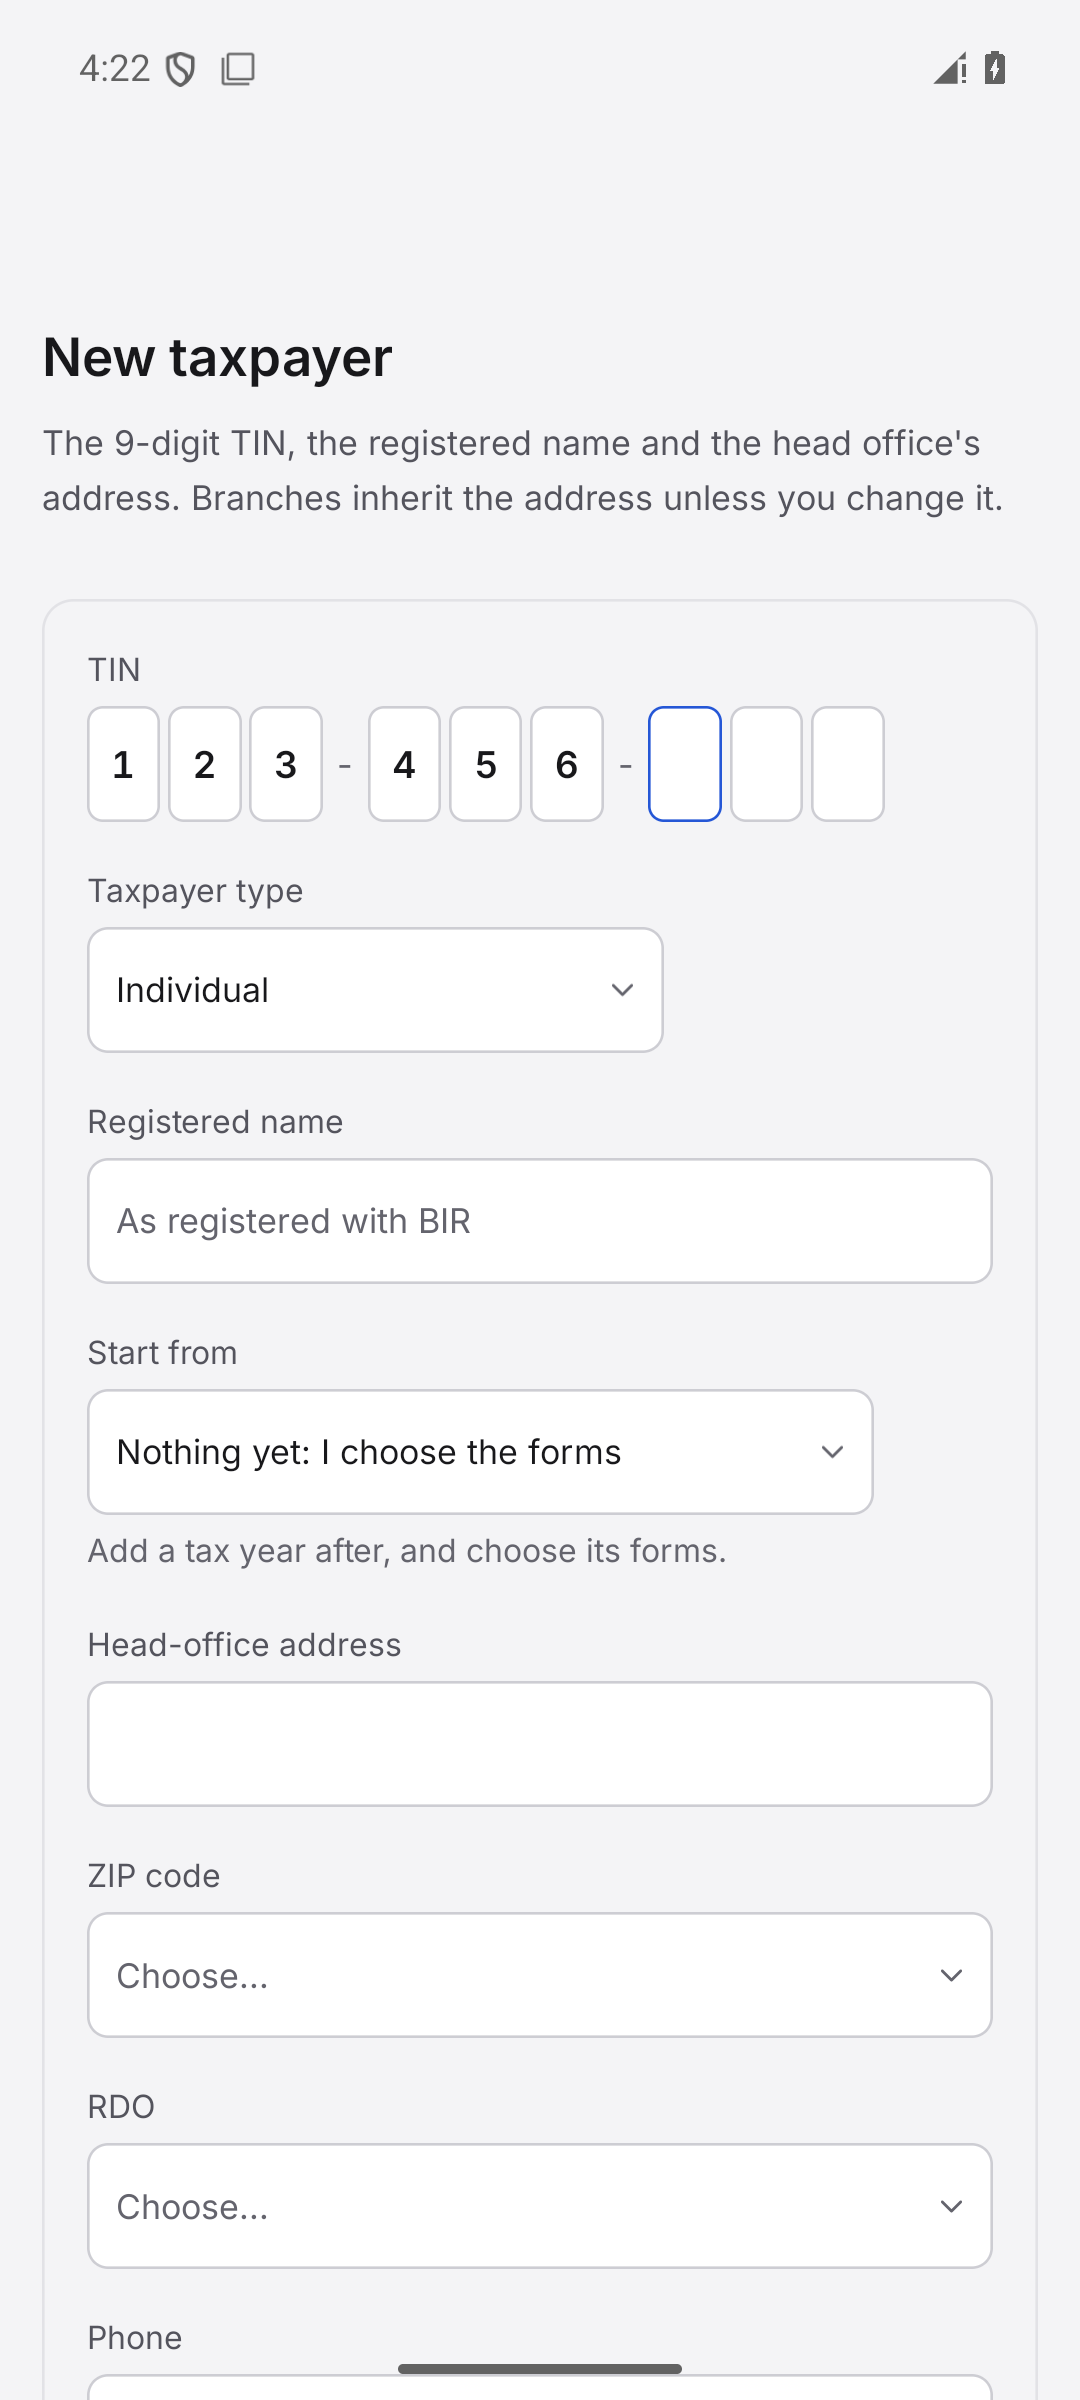 4:22
New taxpayer
The 9-digit TIN, the registered name and the head office's
address. Branches inherit the address unless you change it.
TIN
1 2 3 - 4 5 6 -
Taxpayer type
Individual
Registered name
As registered with BIR
Start from
Nothing yet: I choose the forms
Add a tax year after, and choose its forms.
Head-office address
ZIP code
Choose...
RDO
Choose...
Phone